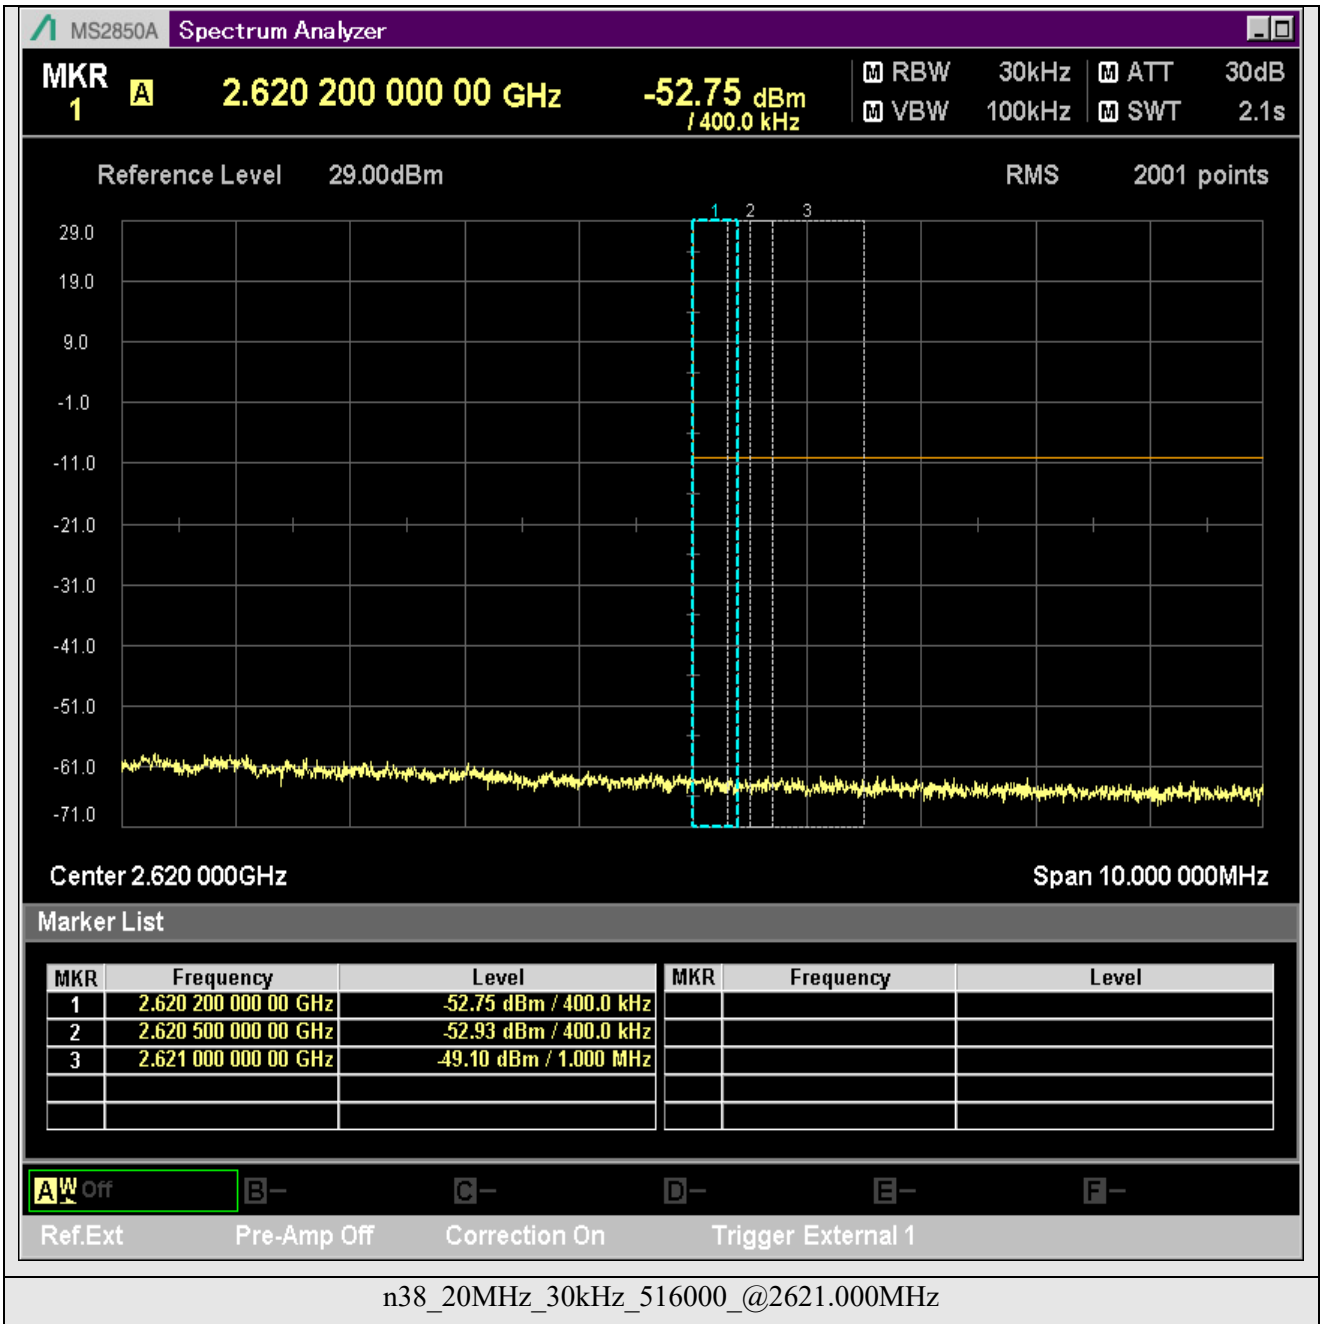 MS2850A Spectrum Analyzer
MKR 1 A 2.620 200 000 00 GHz -52.75 dBm / 400.0 kHz
M RBW 30kHz M ATT 30dB
M VBW 100kHz M SWT 2.1s
Reference Level 29.00dBm RMS 2001 points
1 2 3
29.0
19.0
9.0
-1.0
-11.0
-21.0
-31.0
-41.0
-51.0
-61.0
-71.0
Center 2.620 000GHz Span 10.000 000MHz
Marker List
MKR Frequency Level MKR Frequency Level
1 2.620 200 000 00 GHz -52.75 dBm / 400.0 kHz
2 2.620 500 000 00 GHz -52.93 dBm / 400.0 kHz
3 2.621 000 000 00 GHz -49.10 dBm / 1.000 MHz
A W Off B- C- D- E- F-
Ref.Ext Pre-Amp Off Correction On Trigger External 1
n38_20MHz_30kHz_516000_@2621.000MHz